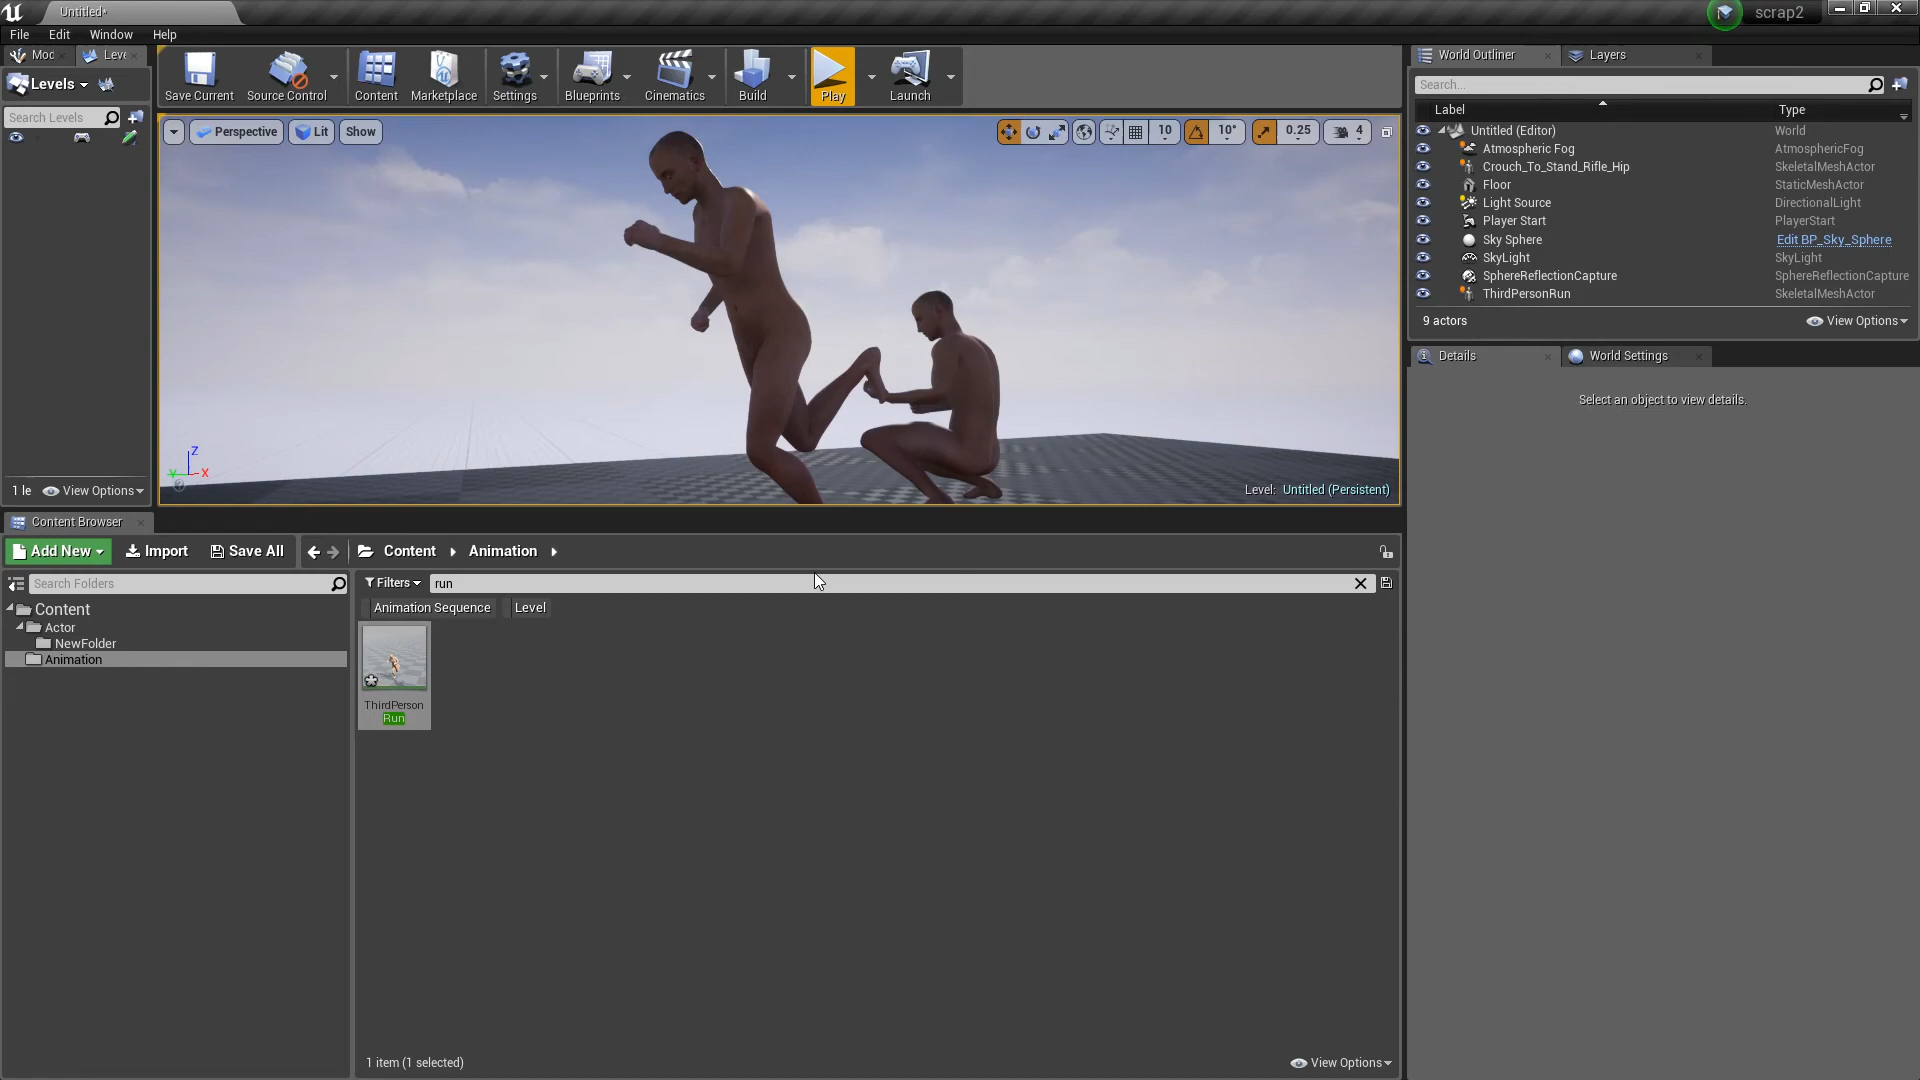 Untitled*
scrap2
File Edit Window Help
Mod Leve
Levels
Search Levels
1 le View Options
Save Current Source Control Content Marketplace Settings Blueprints Cinematics Build Play Launch
Perspective Lit Show
10 10° 0.25 4
Z
Y X
Level: Untitled (Persistent)
World Outliner Layers
Search...
Label Type
Untitled (Editor) World
Atmospheric Fog AtmosphericFog
Crouch_To_Stand_Rifle_Hip SkeletalMeshActor
Floor StaticMeshActor
Light Source DirectionalLight
Player Start PlayerStart
Sky Sphere Edit BP_Sky_Sphere
SkyLight SkyLight
SphereReflectionCapture SphereReflectionCapture
ThirdPersonRun SkeletalMeshActor
9 actors View Options
Details World Settings
Select an object to view details.
Content Browser
Add New Import Save All Content Animation
Search Folders
Content
Actor
NewFolder
Animation
Filters run
Animation Sequence Level
ThirdPerson
Run
1 item (1 selected) View Options